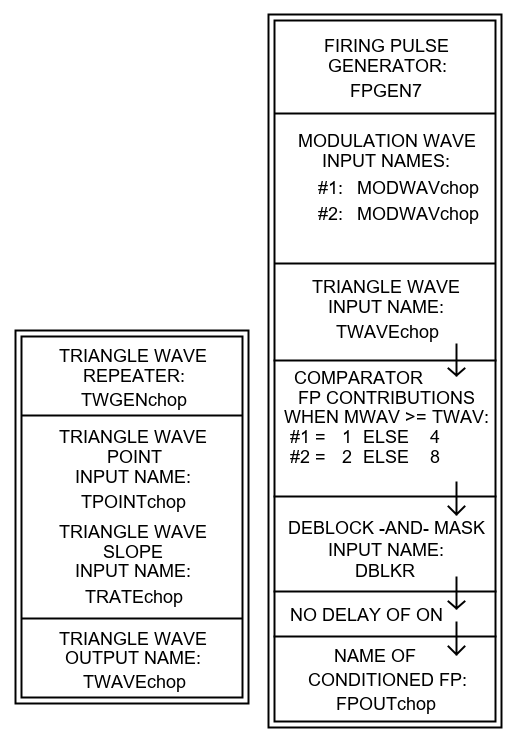 FIRING PULSE
GENERATOR:
FPGEN7
MODULATION WAVE
INPUT NAMES:
#1: MODWAVchop
#2: MODWAVchop
TRIANGLE WAVE
INPUT NAME:
TWAVEchop
COMPARATOR
FP CONTRIBUTIONS
WHEN MWAV >= TWAV:
#1 = 1 ELSE 4
#2 = 2 ELSE 8
DEBLOCK -AND- MASK
INPUT NAME:
DBLKR
NO DELAY OF ON
NAME OF
CONDITIONED FP:
FPOUTchop
TRIANGLE WAVE
REPEATER:
TWGENchop
TRIANGLE WAVE
POINT
INPUT NAME:
TPOINTchop
TRIANGLE WAVE
SLOPE
INPUT NAME:
TRATEchop
TRIANGLE WAVE
OUTPUT NAME:
TWAVEchop